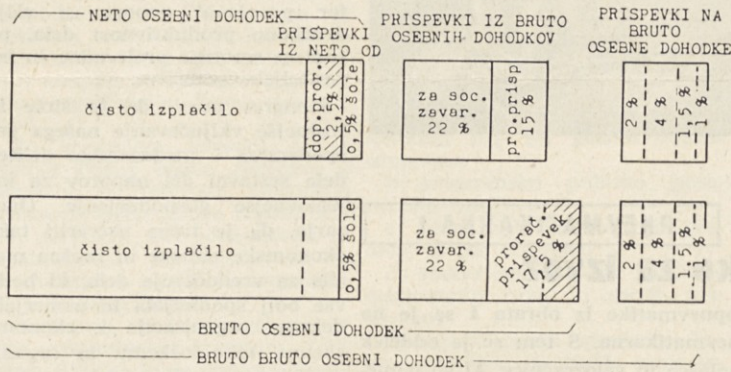 NETO OSEBNI DOHODEK
PRISPEVKI
IZ NETO OD
PRISPEVKI IZ BRUTO
OSEBNIH DOHODKOV
PRISPEVKI NA
BRUTO
OSEBNE DOHODKE
čisto izplačilo
dop.pror.
2,5%
0,5% šole
za soc.
zavar.
22 %
pro.prisp
15 %
2 %
4 %
1,5 %
1 %
čisto izplačilo
0,5% šole
za soc.
zavar.
22 %
prorač.
prispevek
17,5 %
2 %
4 %
1,5 %
1 %
BRUTO OSEBNI DOHODEK
BRUTO BRUTO OSEBNI DOHODEK